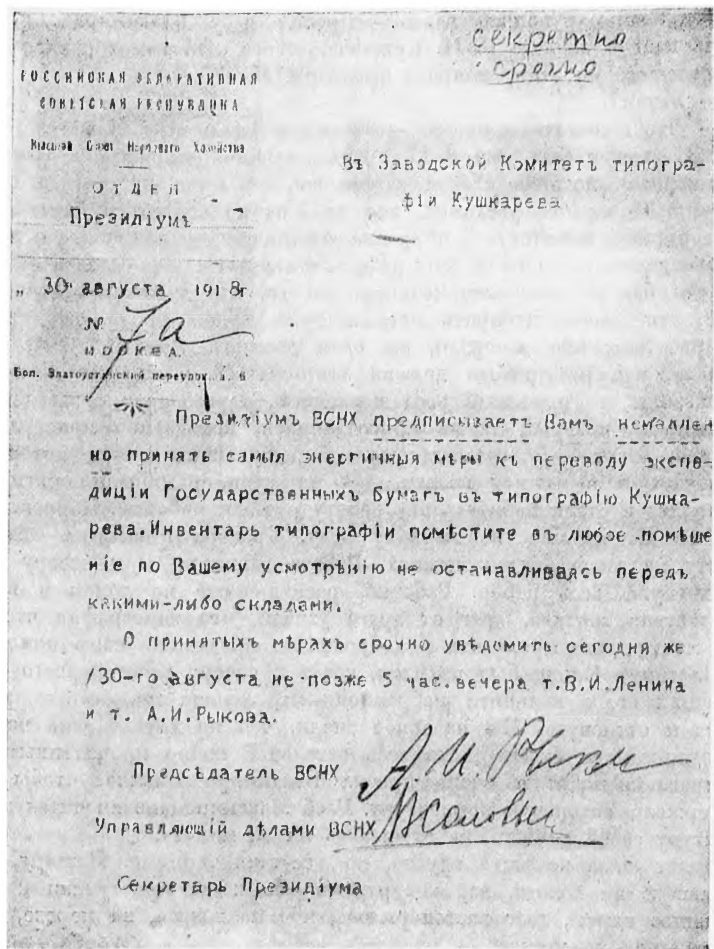 секретно
срочно
РОССИЙСКАЯ ФЕДЕРАТИВНАЯ
СОВЕТСКАЯ РЕСПУБЛИКА
Высшій Совет Народнаго Хозяйства
ОТДЕЛ
Президіумъ
Въ Заводской Комитетъ типогра-
фіи Кушкарева
„ 30 августа 1918г
№ 7а
МОСКВА.
Бол. Златоустинский переулок д. 6
Президіумъ ВСНХ предписываетъ Вамъ немедлен
но принять самыя энергичныя мѣры къ переводу экспе-
диціи Государственныхъ Бумагъ въ типографію Кушка-
рева. Инвентарь типографіи помѣстите въ любое помѣще
ніе по Вашему усмотрѣнію не останавливаясь передъ
какими-либо складами.
О принятыхъ мѣрахъ срочно увѣдомить сегодня же
/30-го августа не позже 5 час. вечера т.В.И.Ленина
и т. А.И.Рыкова.
Предсѣдатель ВСНХ А.И. Рыков
Управляющій дѣлами ВСНХ
Секретарь Президіума